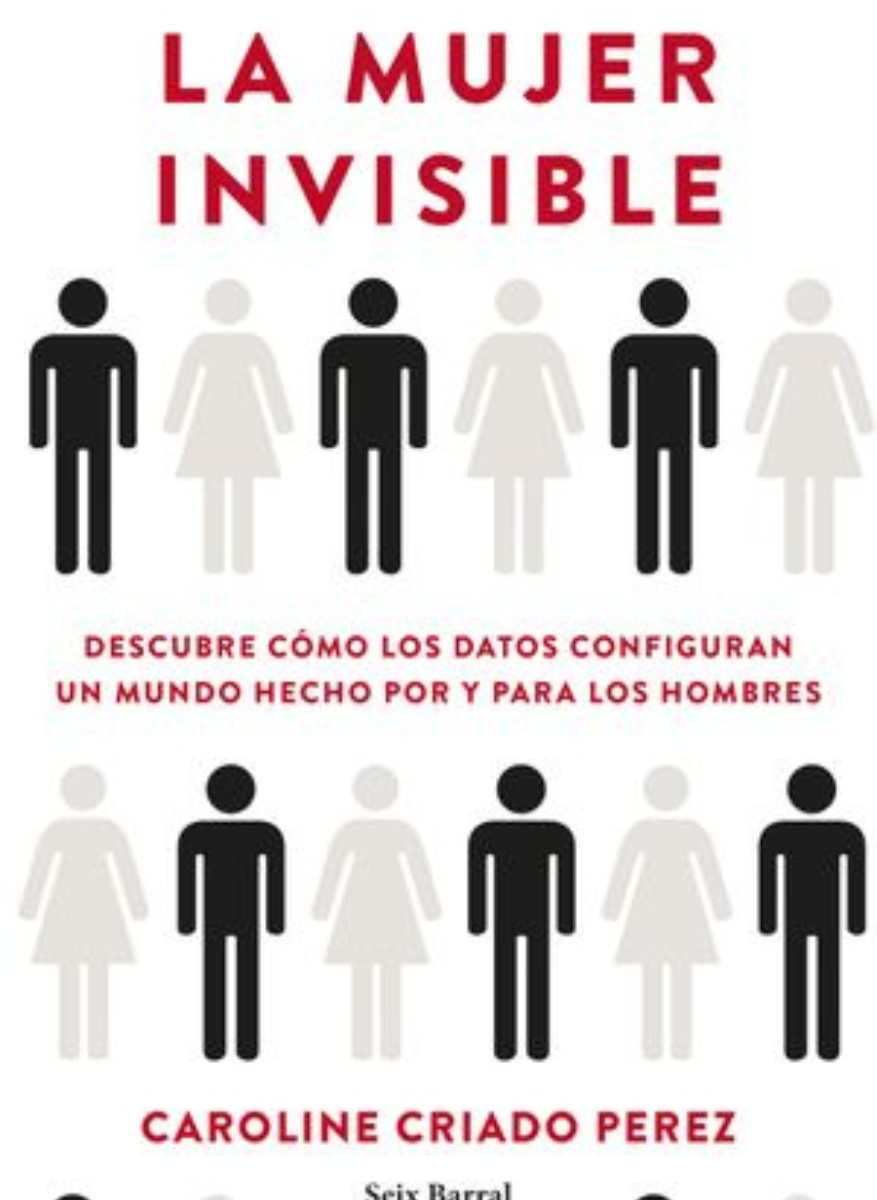 LA MUJER
INVISIBLE
DESCUBRE CÓMO LOS DATOS CONFIGURAN
UN MUNDO HECHO POR Y PARA LOS HOMBRES
CAROLINE CRIADO PEREZ
Seix Barral